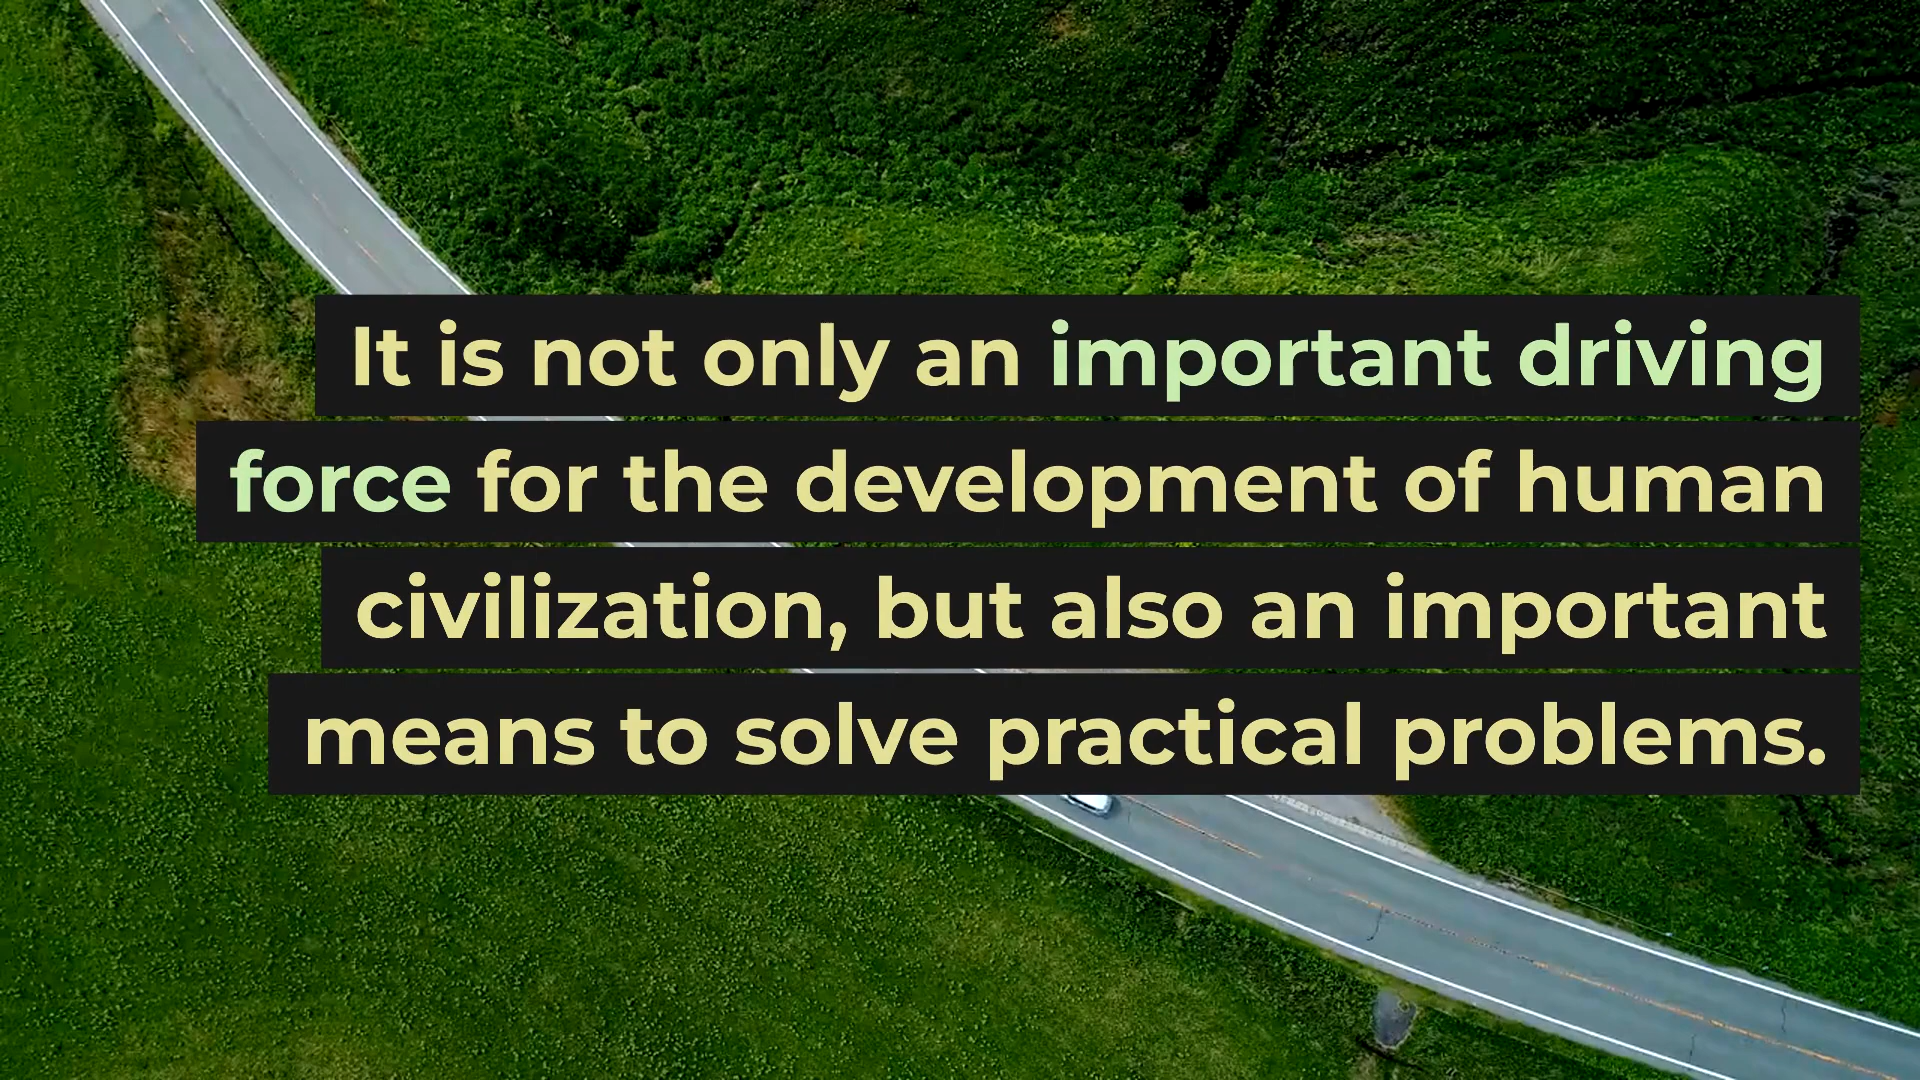 It is not only an important driving
force for the development of human
civilization, but also an important
means to solve practical problems.